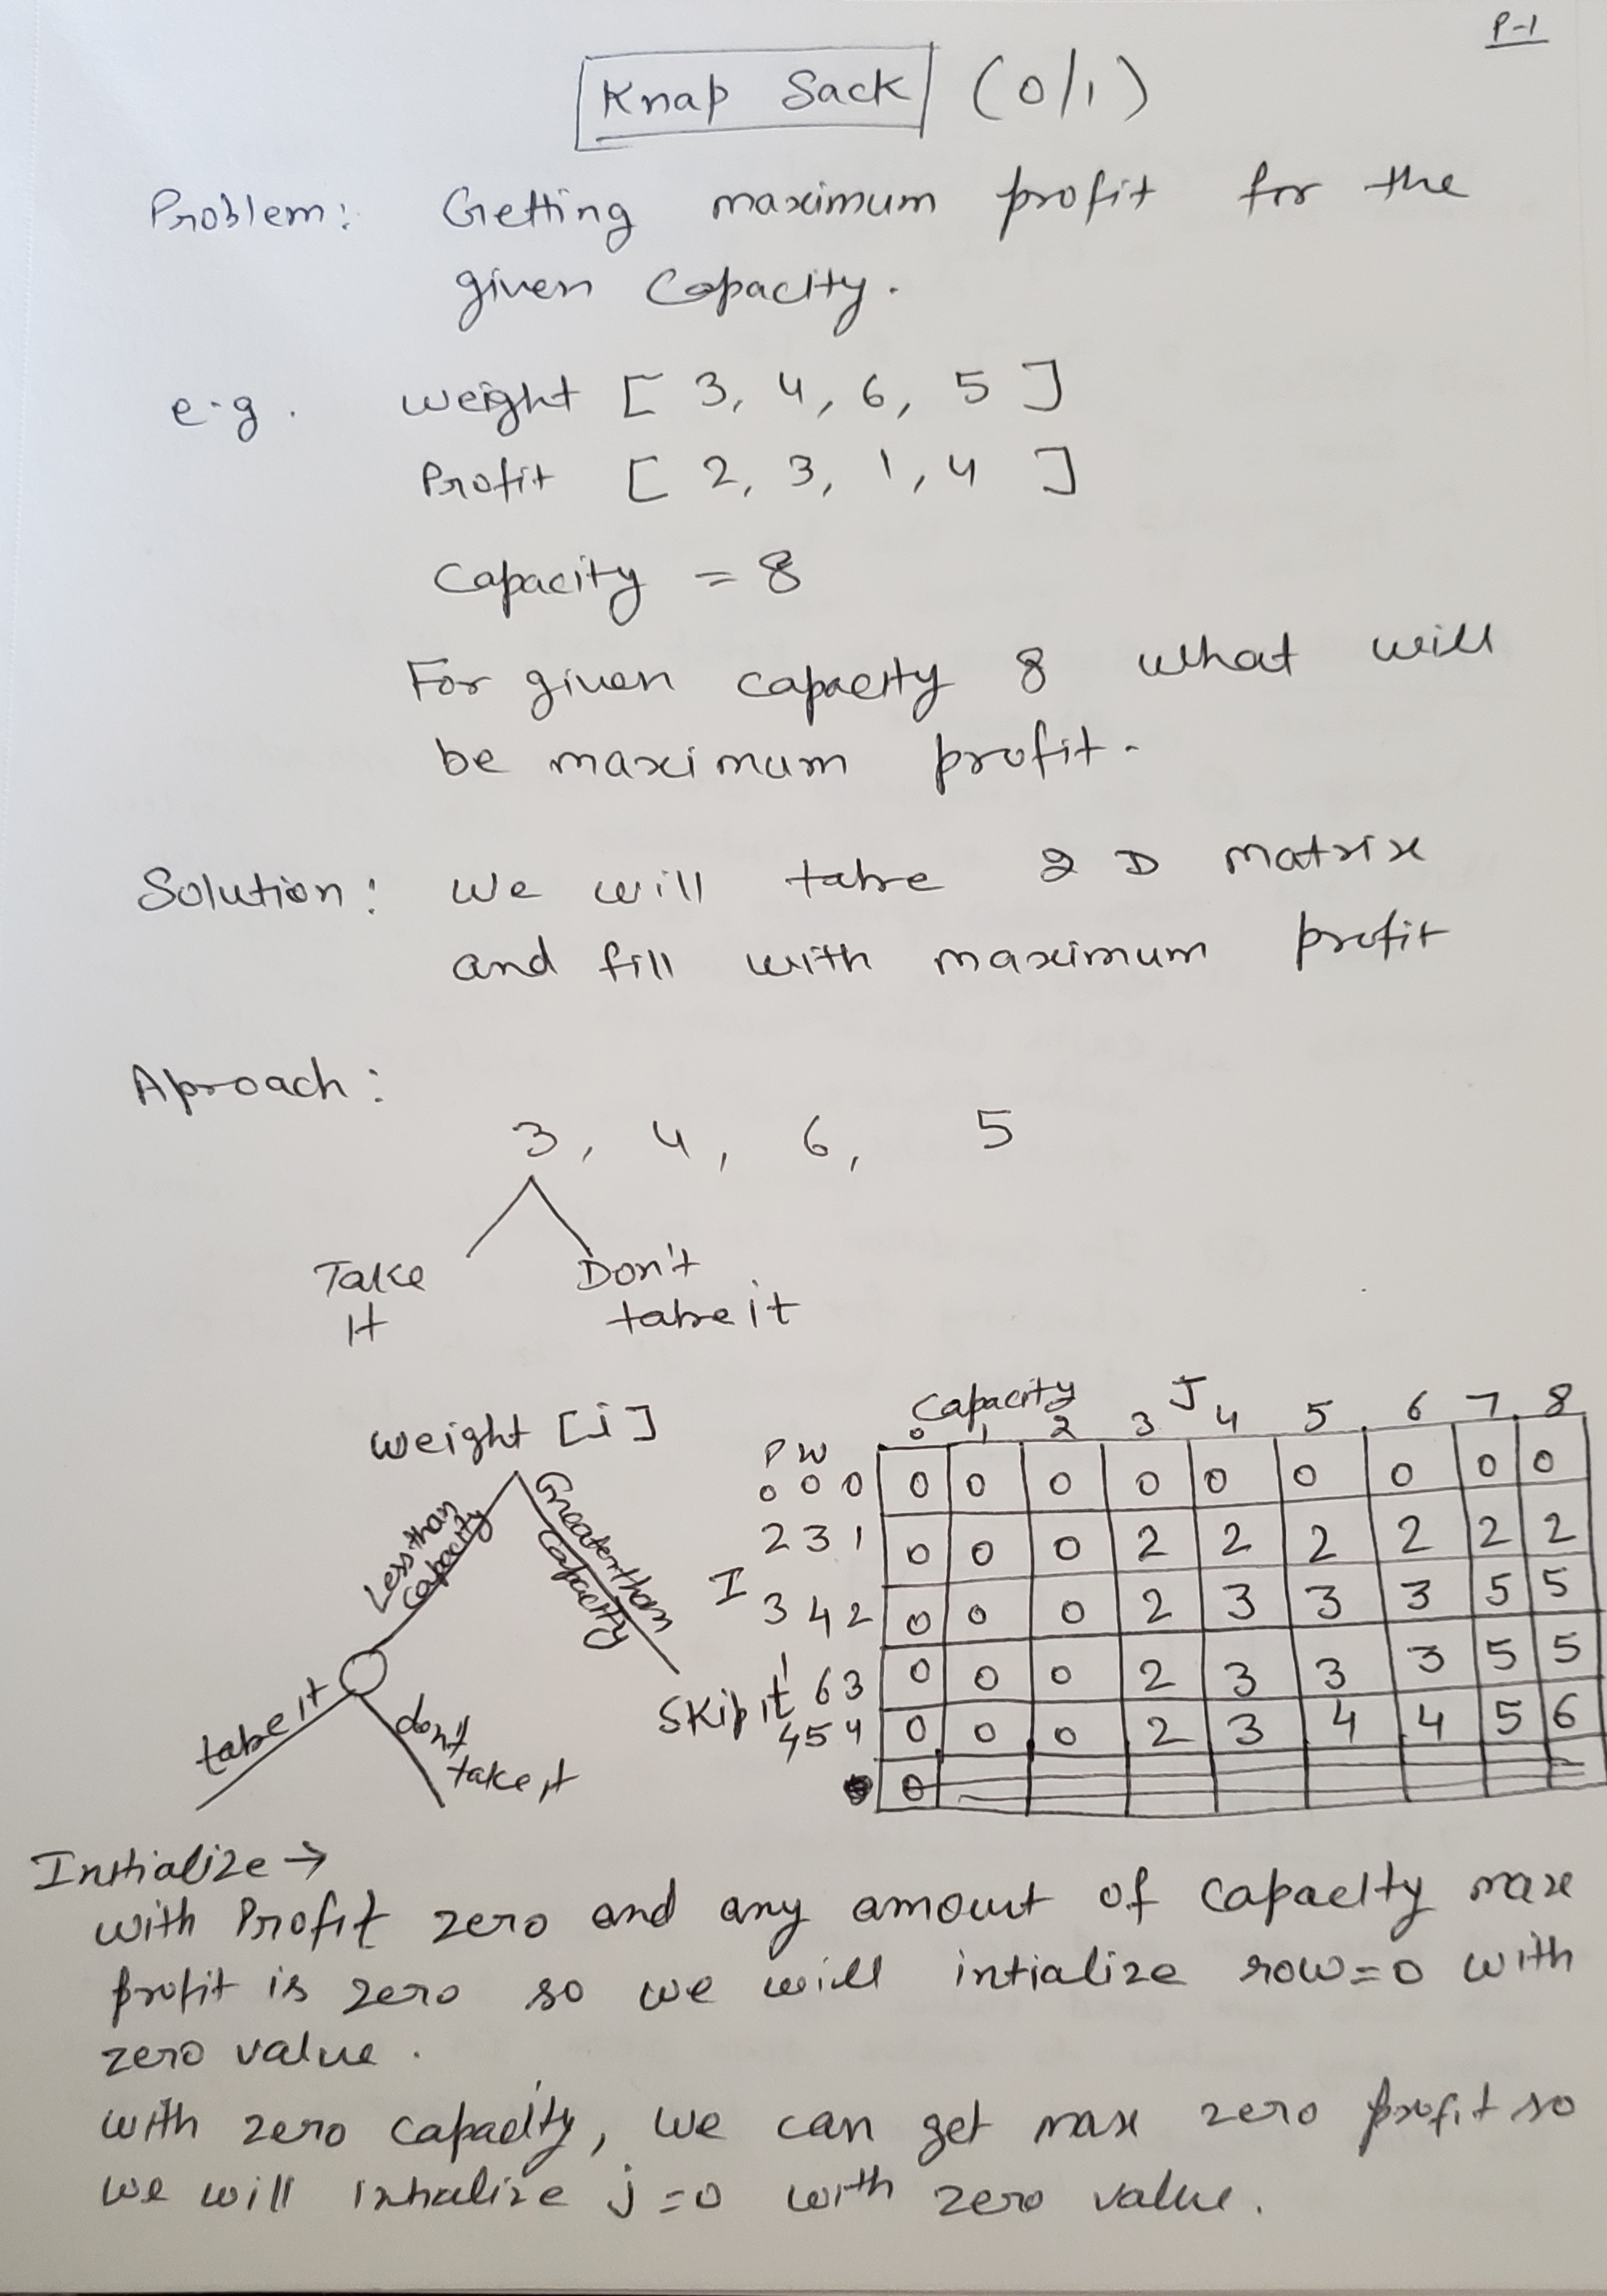 P-1
Knap Sack (0/1)
Problem: Getting maximum profit for the
given Capacity.
e.g. weight [ 3, 4, 6, 5 ]
Profit [ 2, 3, 1, 4 ]
Capacity = 8
For given capacity 8 what will
be maximum profit.
Solution: We will take 2 D matrix
and fill with maximum profit
Aproach:
3, 4, 6, 5
Take It
Don't take it
Weight [i]
Less than Capacity
Greater than Capacity
take it
don't take it
Skip it
Capacity J
0 1 2 3 4 5 6 7 8
P W
I
0 0 0 0 0 0 0 0 0 0 0 0
2 3 1 0 0 0 2 2 2 2 2 2
3 4 2 0 0 0 2 3 3 3 5 5
1 6 3 0 0 0 2 3 3 3 5 5
4 5 4 0 0 0 2 3 4 4 5 6
0
Initialize →
with Profit zero and any amount of capacity max
profit is zero so we will intialize row=0 with
zero value.
with zero capacity, we can get max zero profit so
we will intialize j=0 with zero value.